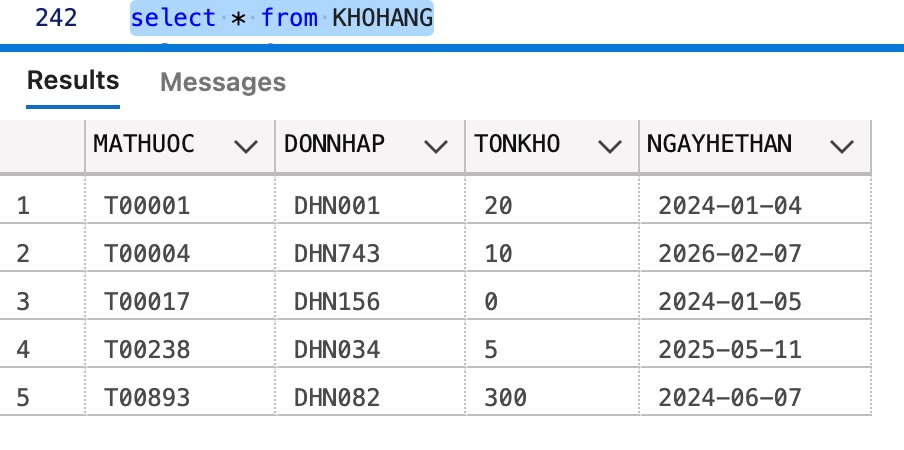 242 select * from KHOHANG
Results Messages
MATHUOC DONNHAP TONKHO NGAYHETHAN
1 T00001 DHN001 20 2024-01-04
2 T00004 DHN743 10 2026-02-07
3 T00017 DHN156 0 2024-01-05
4 T00238 DHN034 5 2025-05-11
5 T00893 DHN082 300 2024-06-07